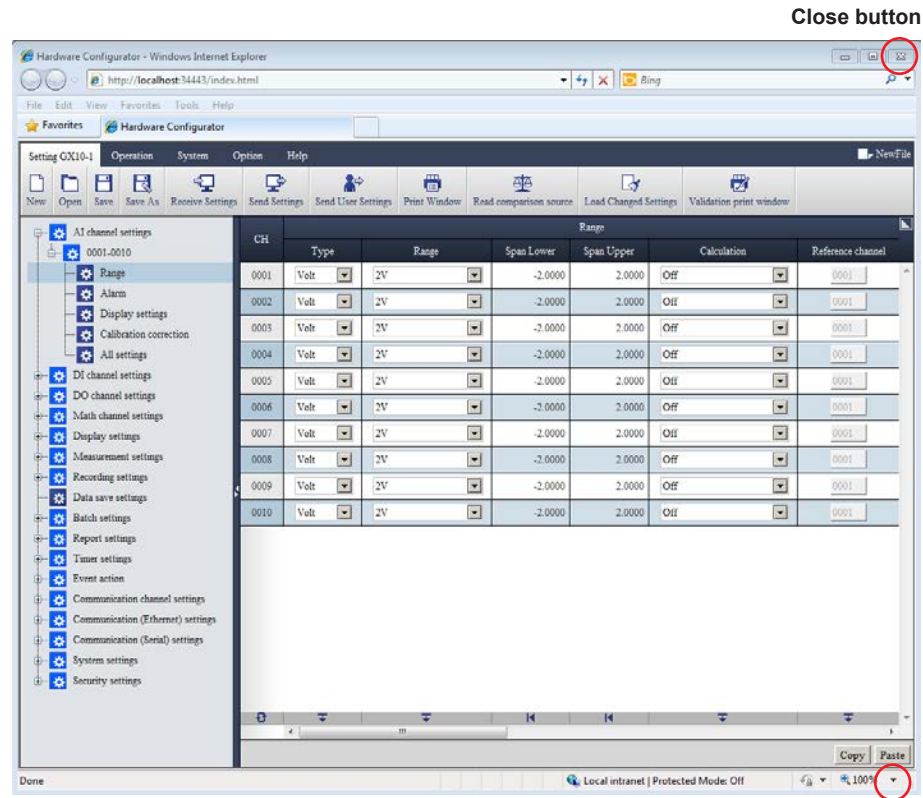 Close button
Hardware Configurator - Windows Internet Explorer
http://localhost:34443/index.html
Bing
File Edit View Favorites Tools Help
Favorites Hardware Configurator
Setting GX10-1 Operation System Option Help NewFile
New Open Save Save As Receive Settings Send Settings Send User Settings Print Window Read comparison source Load Changed Settings Validation print window
AI channel settings
0001-0010
Range
Alarm
Display settings
Calibration correction
All settings
DI channel settings
DO channel settings
Math channel settings
Display settings
Measurement settings
Recording settings
Data save settings
Batch settings
Report settings
Timer settings
Event action
Communication channel settings
Communication (Ethernet) settings
Communication (Serial) settings
System settings
Security settings
CH Range
Type Range Span Lower Span Upper Calculation Reference channel
0001 Volt 2V -2.0000 2.0000 Off 0001
0002 Volt 2V -2.0000 2.0000 Off 0001
0003 Volt 2V -2.0000 2.0000 Off 0001
0004 Volt 2V -2.0000 2.0000 Off 0001
0005 Volt 2V -2.0000 2.0000 Off 0001
0006 Volt 2V -2.0000 2.0000 Off 0001
0007 Volt 2V -2.0000 2.0000 Off 0001
0008 Volt 2V -2.0000 2.0000 Off 0001
0009 Volt 2V -2.0000 2.0000 Off 0001
0010 Volt 2V -2.0000 2.0000 Off 0001
Copy Paste
Done Local intranet | Protected Mode: Off 100%